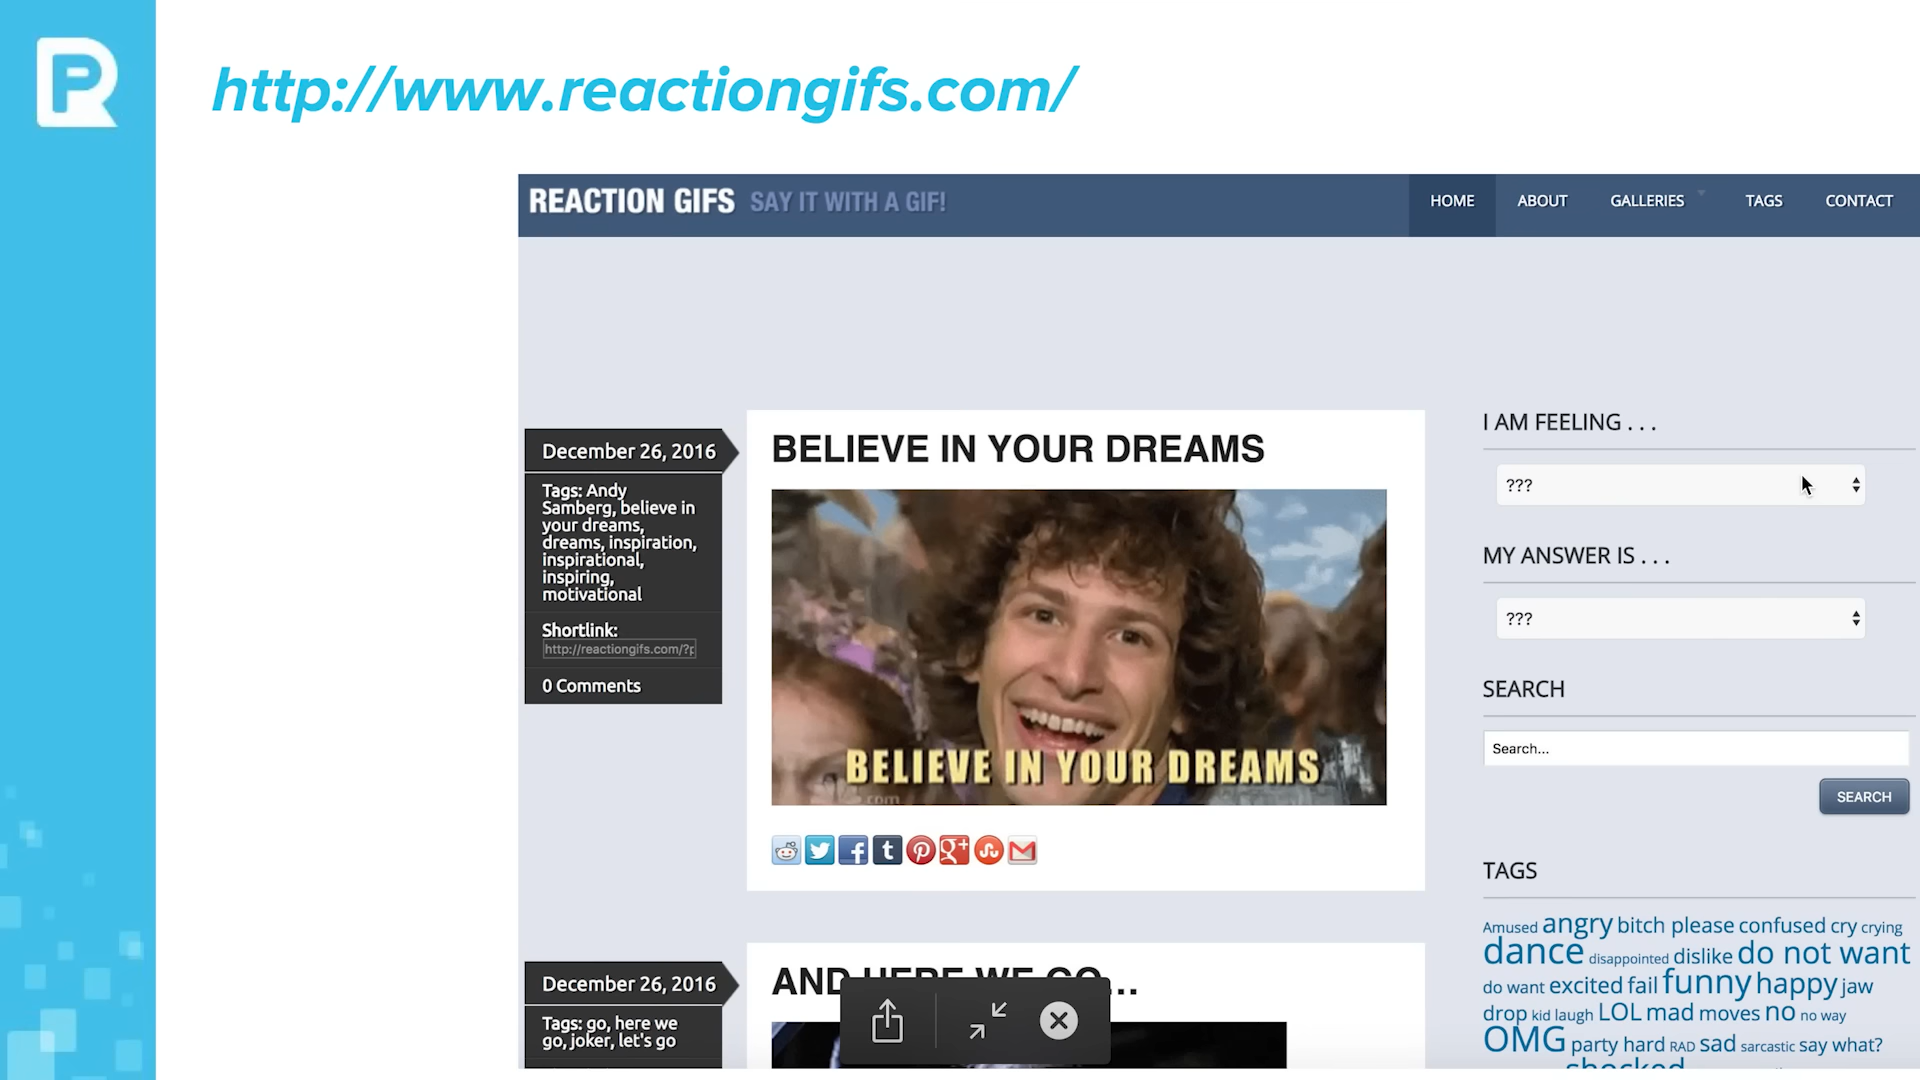 http://www.reactiongifs.com/
REACTION GIFS SAY IT WITH A GIF!
HOME ABOUT GALLERIES TAGS CONTACT
December 26, 2016
Tags: Andy
Samberg, believe in
your dreams,
dreams, inspiration,
inspirational,
inspiring,
motivational
Shortlink:
http://reactiongifs.com/?p
0 Comments
BELIEVE IN YOUR DREAMS
BELIEVE IN YOUR DREAMS
I AM FEELING . . .
???
MY ANSWER IS . . .
???
SEARCH
Search...
SEARCH
TAGS
Amused angry bitch please confused cry crying
dance disappointed dislike do not want
do want excited fail funny happy jaw
drop kid laugh LOL mad moves no no way
OMG party hard RAD sad sarcastic say what?
shocked
December 26, 2016
Tags: go, here we
go, joker, let's go
AND HERE WE GO...